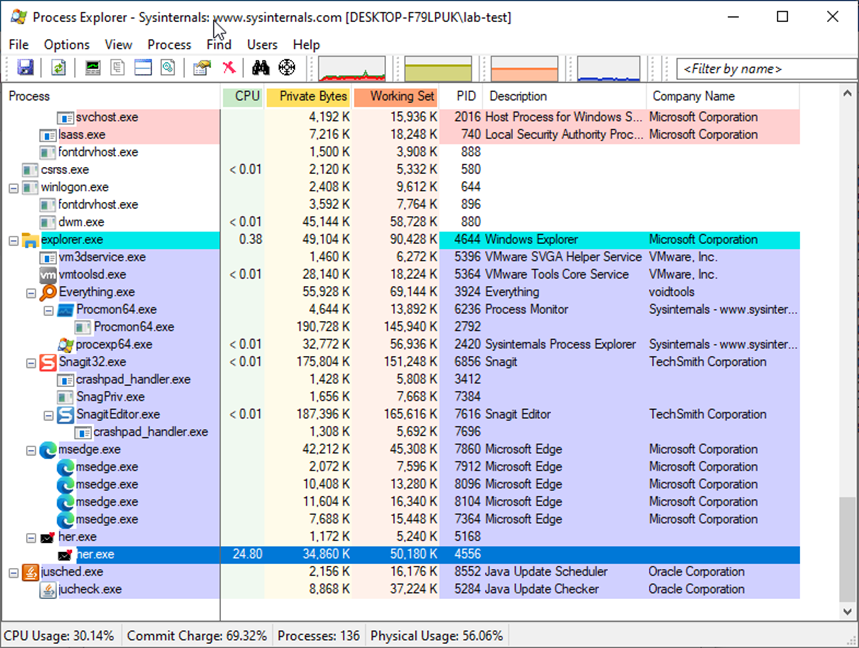 Process Explorer - Sysinternals: www.sysinternals.com [DESKTOP-F79LPUK\lab-test]
File Options View Process Find Users Help
<Filter by name>
Process CPU Private Bytes Working Set PID Description Company Name
svchost.exe 4,192 K 15,936 K 2016 Host Process for Windows S... Microsoft Corporation
lsass.exe 7,216 K 18,248 K 740 Local Security Authority Proc... Microsoft Corporation
fontdrvhost.exe 1,500 K 3,908 K 888
csrss.exe < 0.01 2,120 K 5,332 K 580
winlogon.exe 2,408 K 9,612 K 644
fontdrvhost.exe 3,592 K 7,764 K 896
dwm.exe < 0.01 45,144 K 58,728 K 880
explorer.exe 0.38 49,104 K 90,428 K 4644 Windows Explorer Microsoft Corporation
vm3dservice.exe 1,460 K 6,272 K 5396 VMware SVGA Helper Service VMware, Inc.
vmtoolsd.exe < 0.01 28,140 K 18,224 K 5364 VMware Tools Core Service VMware, Inc.
Everything.exe 55,928 K 69,144 K 3924 Everything voidtools
Procmon64.exe 4,644 K 13,892 K 6236 Process Monitor Sysinternals - www.sysinter...
Procmon64.exe 190,728 K 145,940 K 2792
procexp64.exe < 0.01 32,772 K 56,936 K 2420 Sysinternals Process Explorer Sysinternals - www.sysinter...
Snagit32.exe < 0.01 175,804 K 151,248 K 6856 Snagit TechSmith Corporation
crashpad_handler.exe 1,428 K 5,808 K 3412
SnagPriv.exe 1,656 K 7,668 K 7384
SnagitEditor.exe < 0.01 187,396 K 165,616 K 7616 Snagit Editor TechSmith Corporation
crashpad_handler.exe 1,308 K 5,692 K 7696
msedge.exe 42,212 K 45,308 K 7860 Microsoft Edge Microsoft Corporation
msedge.exe 2,072 K 7,596 K 7912 Microsoft Edge Microsoft Corporation
msedge.exe 10,408 K 13,280 K 8096 Microsoft Edge Microsoft Corporation
msedge.exe 11,604 K 16,340 K 8104 Microsoft Edge Microsoft Corporation
msedge.exe 7,688 K 15,448 K 7364 Microsoft Edge Microsoft Corporation
her.exe 1,172 K 5,240 K 5168
her.exe 24.80 34,860 K 50,180 K 4556
jusched.exe 2,156 K 16,176 K 8552 Java Update Scheduler Oracle Corporation
jucheck.exe 8,868 K 37,224 K 5284 Java Update Checker Oracle Corporation
CPU Usage: 30.14% Commit Charge: 69.32% Processes: 136 Physical Usage: 56.06%